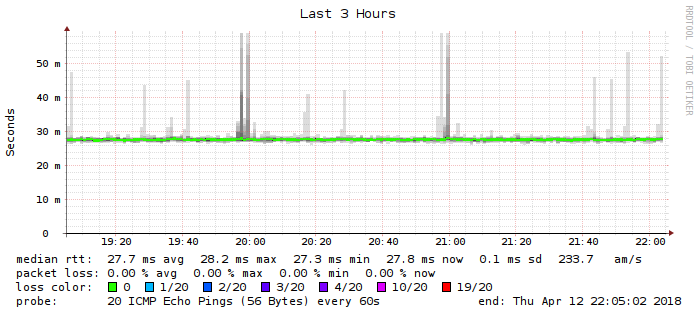 Last 3 Hours
RRDTOOL / TOBI OETIKER
Seconds
50 m
40 m
30 m
20 m
10 m
0
19:20 19:40 20:00 20:20 20:40 21:00 21:20 21:40 22:00
median rtt: 27.7 ms avg 28.2 ms max 27.3 ms min 27.8 ms now 0.1 ms sd 233.7 am/s
packet loss: 0.00 % avg 0.00 % max 0.00 % min 0.00 % now
loss color: 0 1/20 2/20 3/20 4/20 10/20 19/20
probe: 20 ICMP Echo Pings (56 Bytes) every 60s end: Thu Apr 12 22:05:02 2018